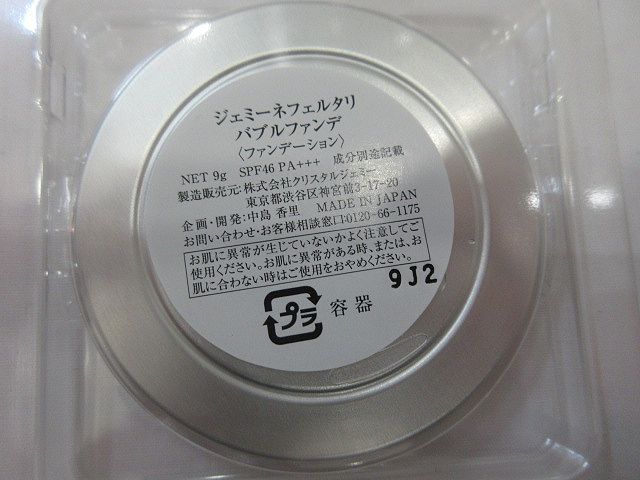 ジェミーネフェルタリ
バブルファンデ
〈ファンデーション〉
NET 9g SPF46 PA+++ 成分別途記載
製造販売元:株式会社クリスタルジェミー
東京都渋谷区神宮前3-17-20
企画・開発:中島 香里 MADE IN JAPAN
お問い合わせ・お客様相談窓口:0120-66-1175
お肌に異常が生じていないかよく注意してご
使用ください。お肌に異常がある時、または、お
肌に合わない時はご使用をおやめください。
9J2
プラ 容器